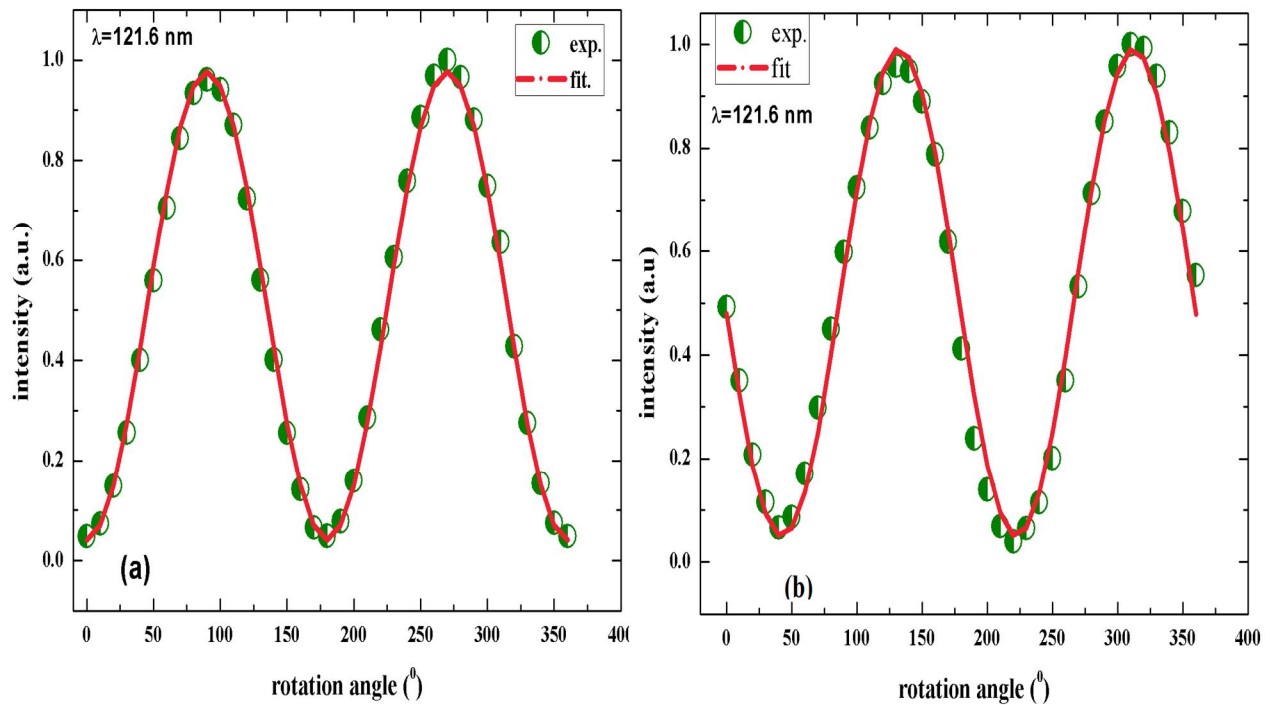 λ=121.6 nm
exp.
fit.
1.0
0.8
0.6
0.4
0.2
0.0
intensity (a.u.)
(a)
0 50 100 150 200 250 300 350 400
rotation angle (⁰)
exp.
fit
λ=121.6 nm
1.0
0.8
0.6
0.4
0.2
0.0
intensity (a.u)
(b)
0 50 100 150 200 250 300 350 400
rotation angle (⁰)